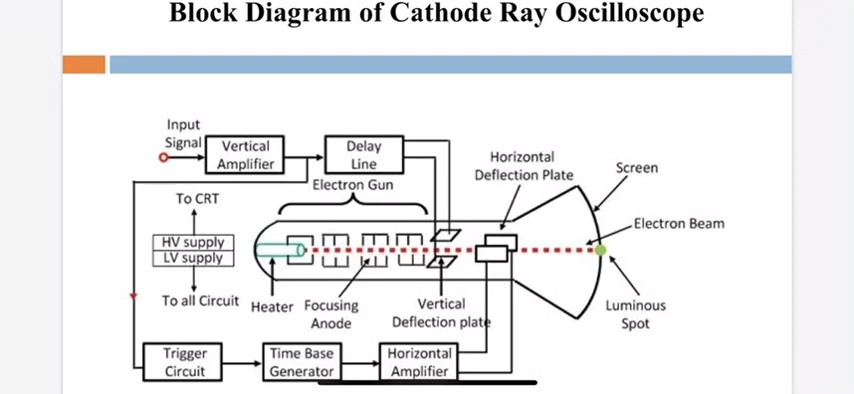 Block Diagram of Cathode Ray Oscilloscope
Input
Signal
Vertical
Amplifier
Delay
Line
Electron Gun
Horizontal
Deflection Plate
Screen
To CRT
Electron Beam
HV supply
LV supply
To all Circuit
Heater
Focusing
Anode
Vertical
Deflection plate
Luminous
Spot
Trigger
Circuit
Time Base
Generator
Horizontal
Amplifier